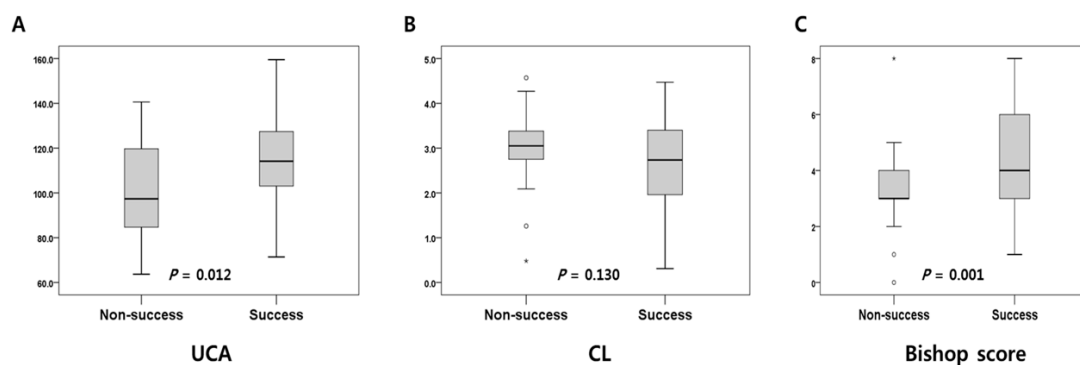 A
160.0
140.0
120.0
100.0
80.0
60.0
P = 0.012
Non-success Success
UCA
B
5.0
4.0
3.0
2.0
1.0
0.0
P = 0.130
Non-success Success
CL
C
8
6
4
2
0
P = 0.001
Non-success Success
Bishop score